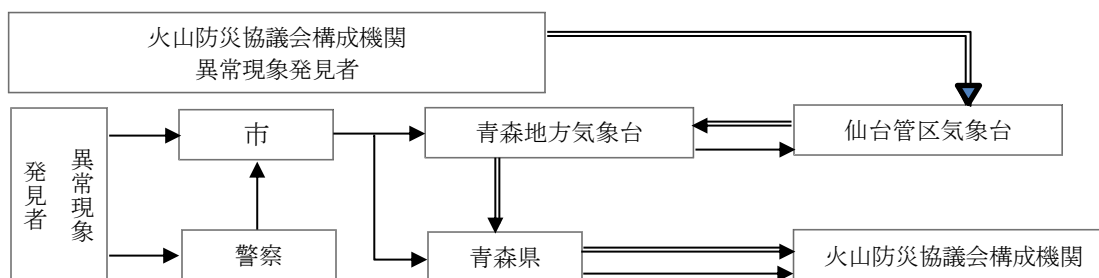 火山防災協議会構成機関
異常現象発見者
異常現象
発見者
市
青森地方気象台
仙台管区気象台
警察
青森県
火山防災協議会構成機関